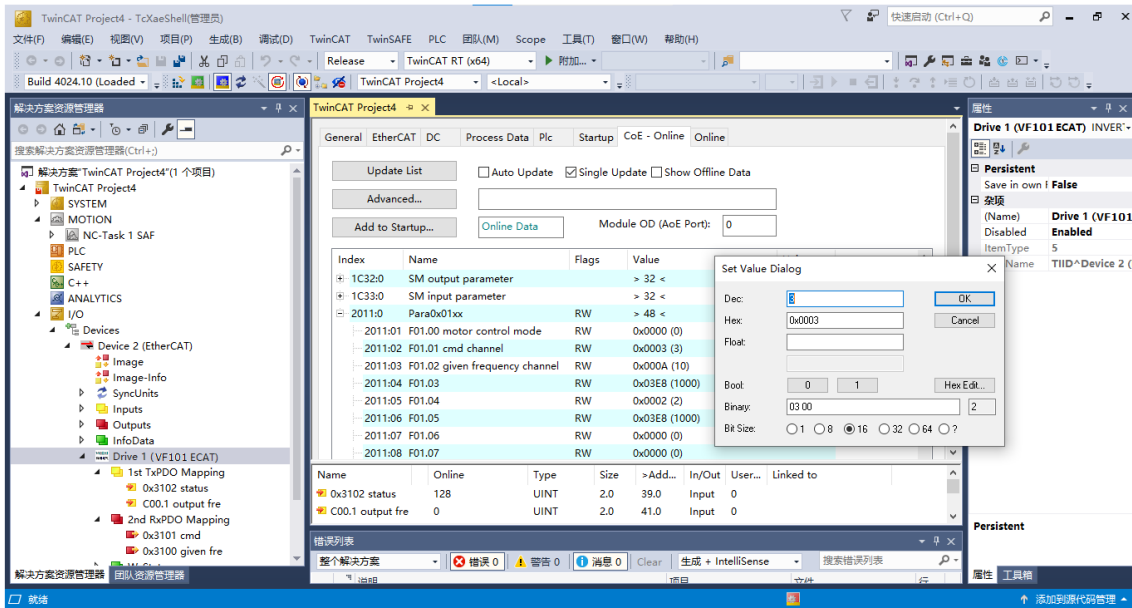 TwinCAT Project4 - TcXaeShell(管理员)
快速启动 (Ctrl+Q)
文件(F) 编辑(E) 视图(V) 项目(P) 生成(B) 调试(D) TwinCAT TwinSAFE PLC 团队(M) Scope 工具(T) 窗口(W) 帮助(H)
Release TwinCAT RT (x64) 附加...
Build 4024.10 (Loaded TwinCAT Project4 <Local>
解决方案资源管理器
搜索解决方案资源管理器(Ctrl+;)
解决方案"TwinCAT Project4"(1 个项目)
TwinCAT Project4
SYSTEM
MOTION
NC-Task 1 SAF
PLC
SAFETY
C++
ANALYTICS
I/O
Devices
Device 2 (EtherCAT)
Image
Image-Info
SyncUnits
Inputs
Outputs
InfoData
Drive 1 (VF101 ECAT)
1st TxPDO Mapping
0x3102 status
C00.1 output fre
2nd RxPDO Mapping
0x3101 cmd
0x3100 given fre
解决方案资源管理器 团队资源管理器
TwinCAT Project4
General EtherCAT DC Process Data Plc Startup CoE - Online Online
Update List Auto Update Single Update Show Offline Data
Advanced...
Add to Startup... Online Data Module OD (AoE Port): 0
Index Name Flags Value
1C32:0 SM output parameter > 32 <
1C33:0 SM input parameter > 32 <
2011:0 Para0x01xx RW > 48 <
2011:01 F01.00 motor control mode RW 0x0000 (0)
2011:02 F01.01 cmd channel RW 0x0003 (3)
2011:03 F01.02 given frequency channel RW 0x000A (10)
2011:04 F01.03 RW 0x03E8 (1000)
2011:05 F01.04 RW 0x0002 (2)
2011:06 F01.05 RW 0x03E8 (1000)
2011:07 F01.06 RW 0x0000 (0)
2011:08 F01.07 RW 0x0000 (0)
Set Value Dialog
Dec: 3 OK
Hex: 0x0003 Cancel
Float:
Bool: 0 1 Hex Edit...
Binary: 03 00 2
Bit Size: 1 8 16 32 64 ?
Name Online Type Size >Add... In/Out User... Linked to
0x3102 status 128 UINT 2.0 39.0 Input 0
C00.1 output fre 0 UINT 2.0 41.0 Input 0
错误列表
整个解决方案 错误 0 警告 0 消息 0 Clear 生成 + IntelliSense 搜索错误列表
说明 项目 文件 行
属性
Drive 1 (VF101 ECAT) INVER
Persistent
Save in own F False
杂项
(Name) Drive 1 (VF101
Disabled Enabled
ItemType 5
Name TIID^Device 2 (
Persistent
属性 工具箱
就绪 添加到源代码管理